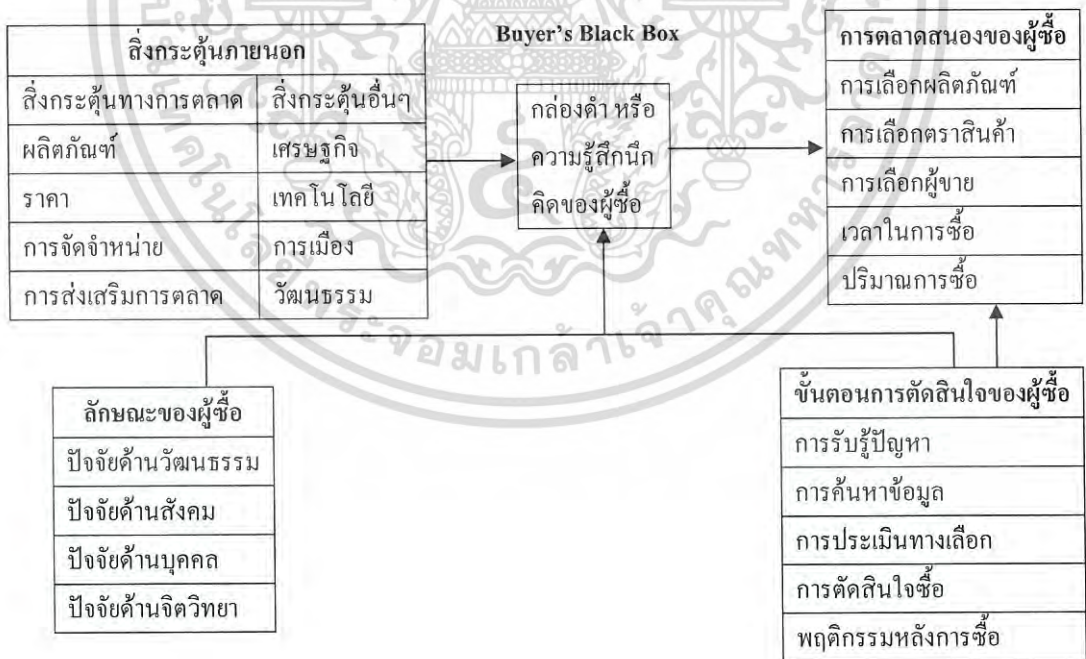 สิ่งกระตุ้นภายนอก
สิ่งกระตุ้นทางการตลาด สิ่งกระตุ้นอื่นๆ
ผลิตภัณฑ์ เศรษฐกิจ
ราคา เทคโนโลยี
การจัดจำหน่าย การเมือง
การส่งเสริมการตลาด วัฒนธรรม
Buyer's Black Box
กล่องดำ หรือ
ความรู้สึกนึก
คิดของผู้ซื้อ
การตลาดสนองของผู้ซื้อ
การเลือกผลิตภัณฑ์
การเลือกตราสินค้า
การเลือกผู้ขาย
เวลาในการซื้อ
ปริมาณการซื้อ
ลักษณะของผู้ซื้อ
ปัจจัยด้านวัฒนธรรม
ปัจจัยด้านสังคม
ปัจจัยด้านบุคคล
ปัจจัยด้านจิตวิทยา
ขั้นตอนการตัดสินใจของผู้ซื้อ
การรับรู้ปัญหา
การค้นหาข้อมูล
การประเมินทางเลือก
การตัดสินใจซื้อ
พฤติกรรมหลังการซื้อ